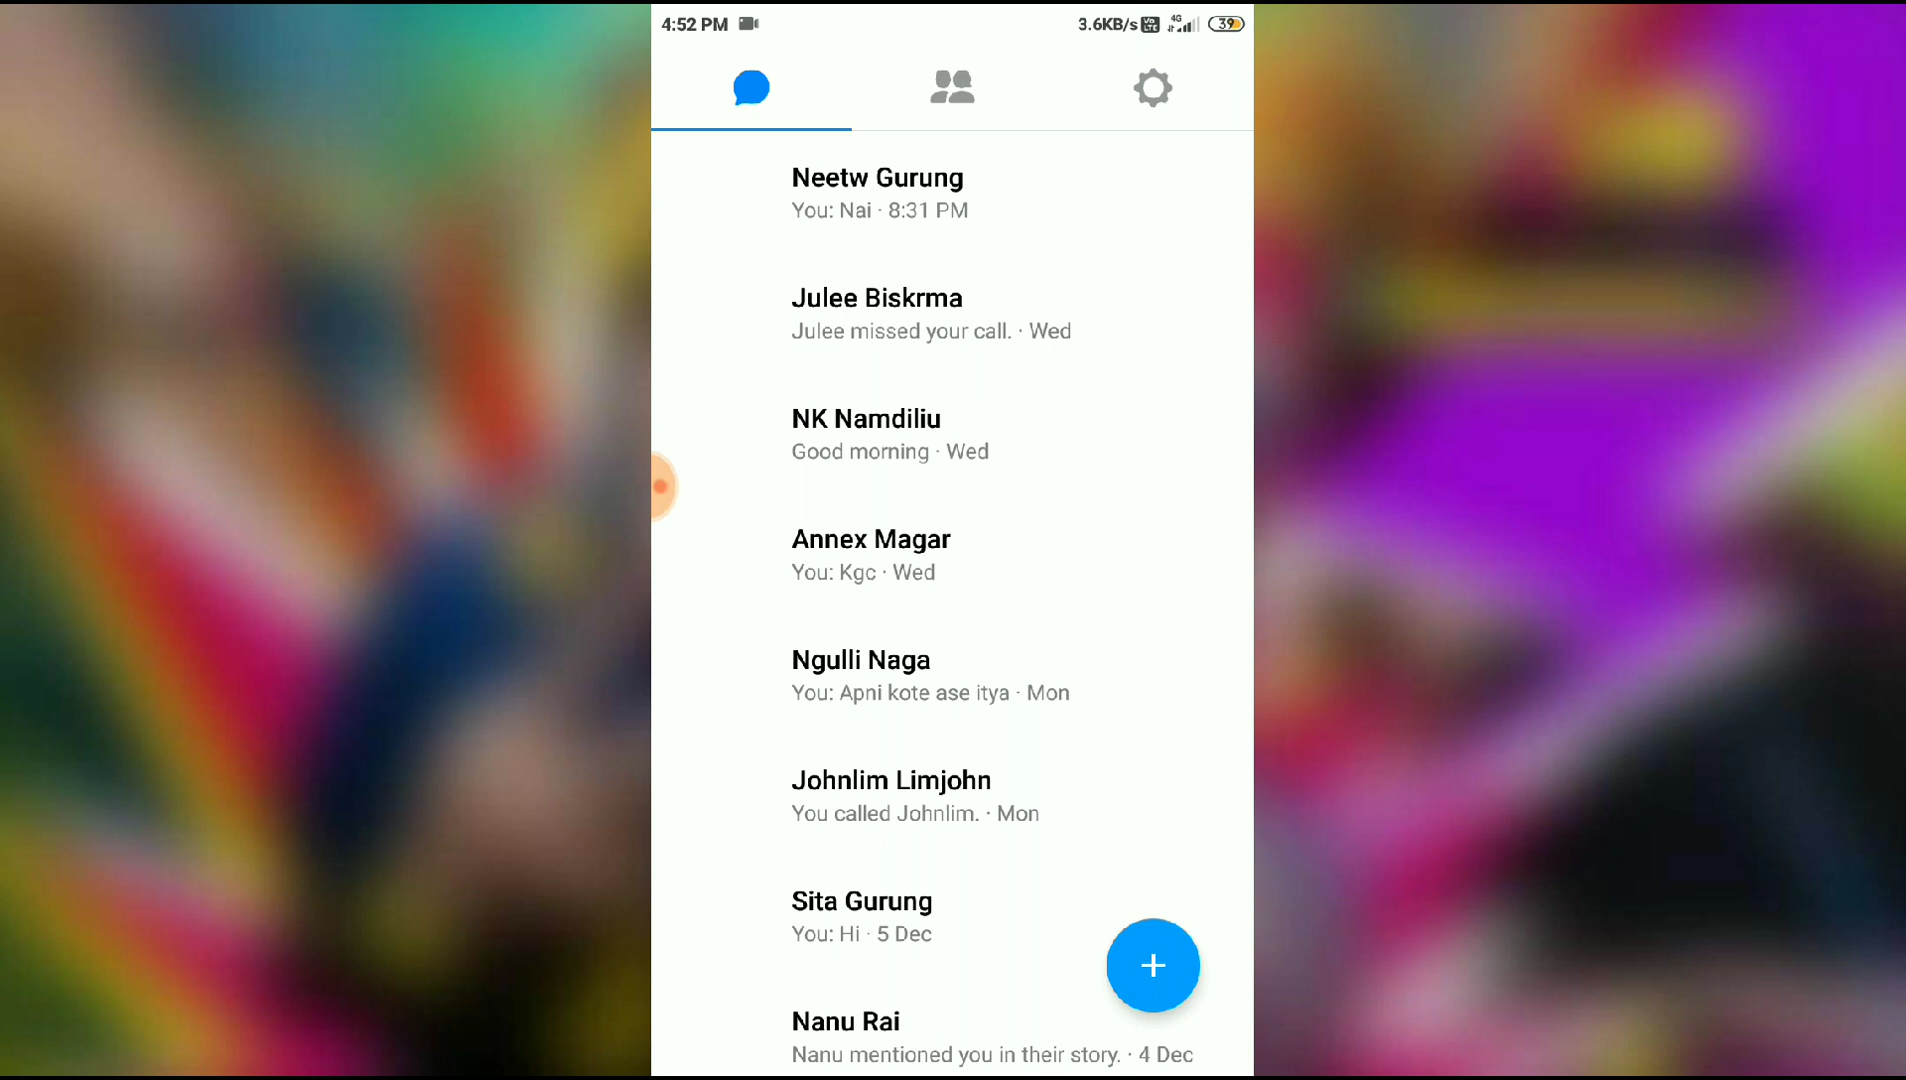 4:52 PM 3.6KB/s Vo LTE 4G 39
Neetw Gurung
You: Nai · 8:31 PM
Julee Biskrma
Julee missed your call. · Wed
NK Namdiliu
Good morning · Wed
Annex Magar
You: Kgc · Wed
Ngulli Naga
You: Apni kote ase itya · Mon
Johnlim Limjohn
You called Johnlim. · Mon
Sita Gurung
You: Hi · 5 Dec
Nanu Rai
Nanu mentioned you in their story. · 4 Dec